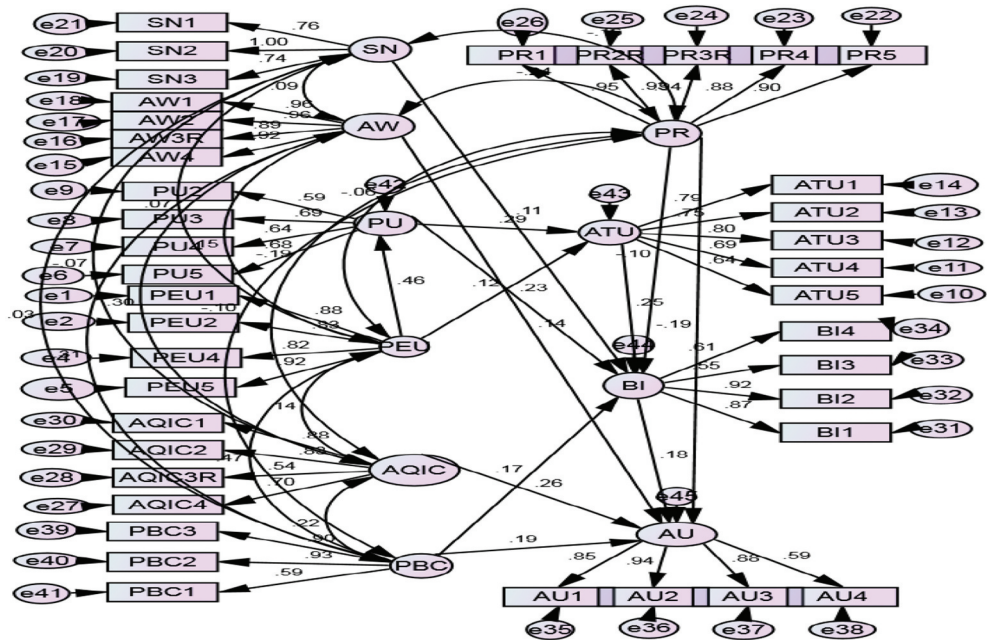 e21 SN1 .76 SN e26 e25 e24 e23 e22
e20 SN2 1.00 PR1 PR2R PR3R PR4 PR5
e19 SN3 .74
.09 .95 .88 .90
e18 AW1 .96
e17 AW2 .96 AW PR
e16 AW3R .89
e15 AW4 .92
e9 PU2 .59 -.06 e42 e43 .79 ATU1 e14
e8 PU3 .07 .69 PU .29 .11 ATU .75 ATU2 e13
e7 PU4 .15 .64 .80 ATU3 e12
e6 PU5 -.07 .68 -.19 -.10 .69 ATU4 e11
e1 PEU1 .46 .12 .23 .64 ATU5 e10
.03 e2 PEU2 .30 -.10 .88 .83 .14 .25 -.19 BI4 e34
e4 PEU4 .82 PEU e44 .61 BI3 e33
e5 PEU5 .92 BI .55 BI2 e32
.14 .92 .87 BI1 e31
e30 AQIC1
e29 AQIC2 .47 .88
e28 AQIC3R .54 AQIC .17 .18
e27 AQIC4 .70 .26 e45
e39 PBC3 .22 .90 .19 AU
e40 PBC2 .93 PBC .85 .94 .88 .59
e41 PBC1 .59 AU1 AU2 AU3 AU4
e35 e36 e37 e38